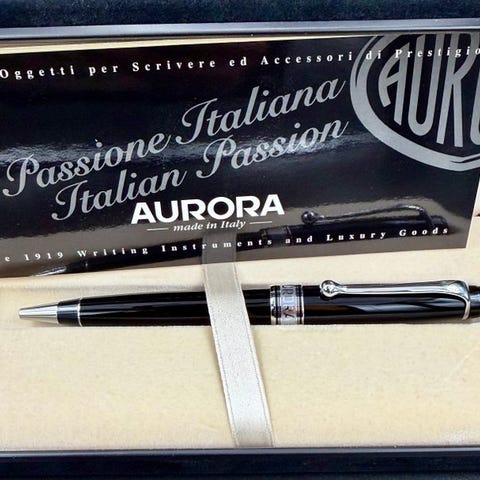 Oggetti per Scrivere ed Accessori di Prestigio
AURO
Passione Italiana
Italian Passion
AURORA
made in Italy
1919 Writing Instruments and Luxury Goods